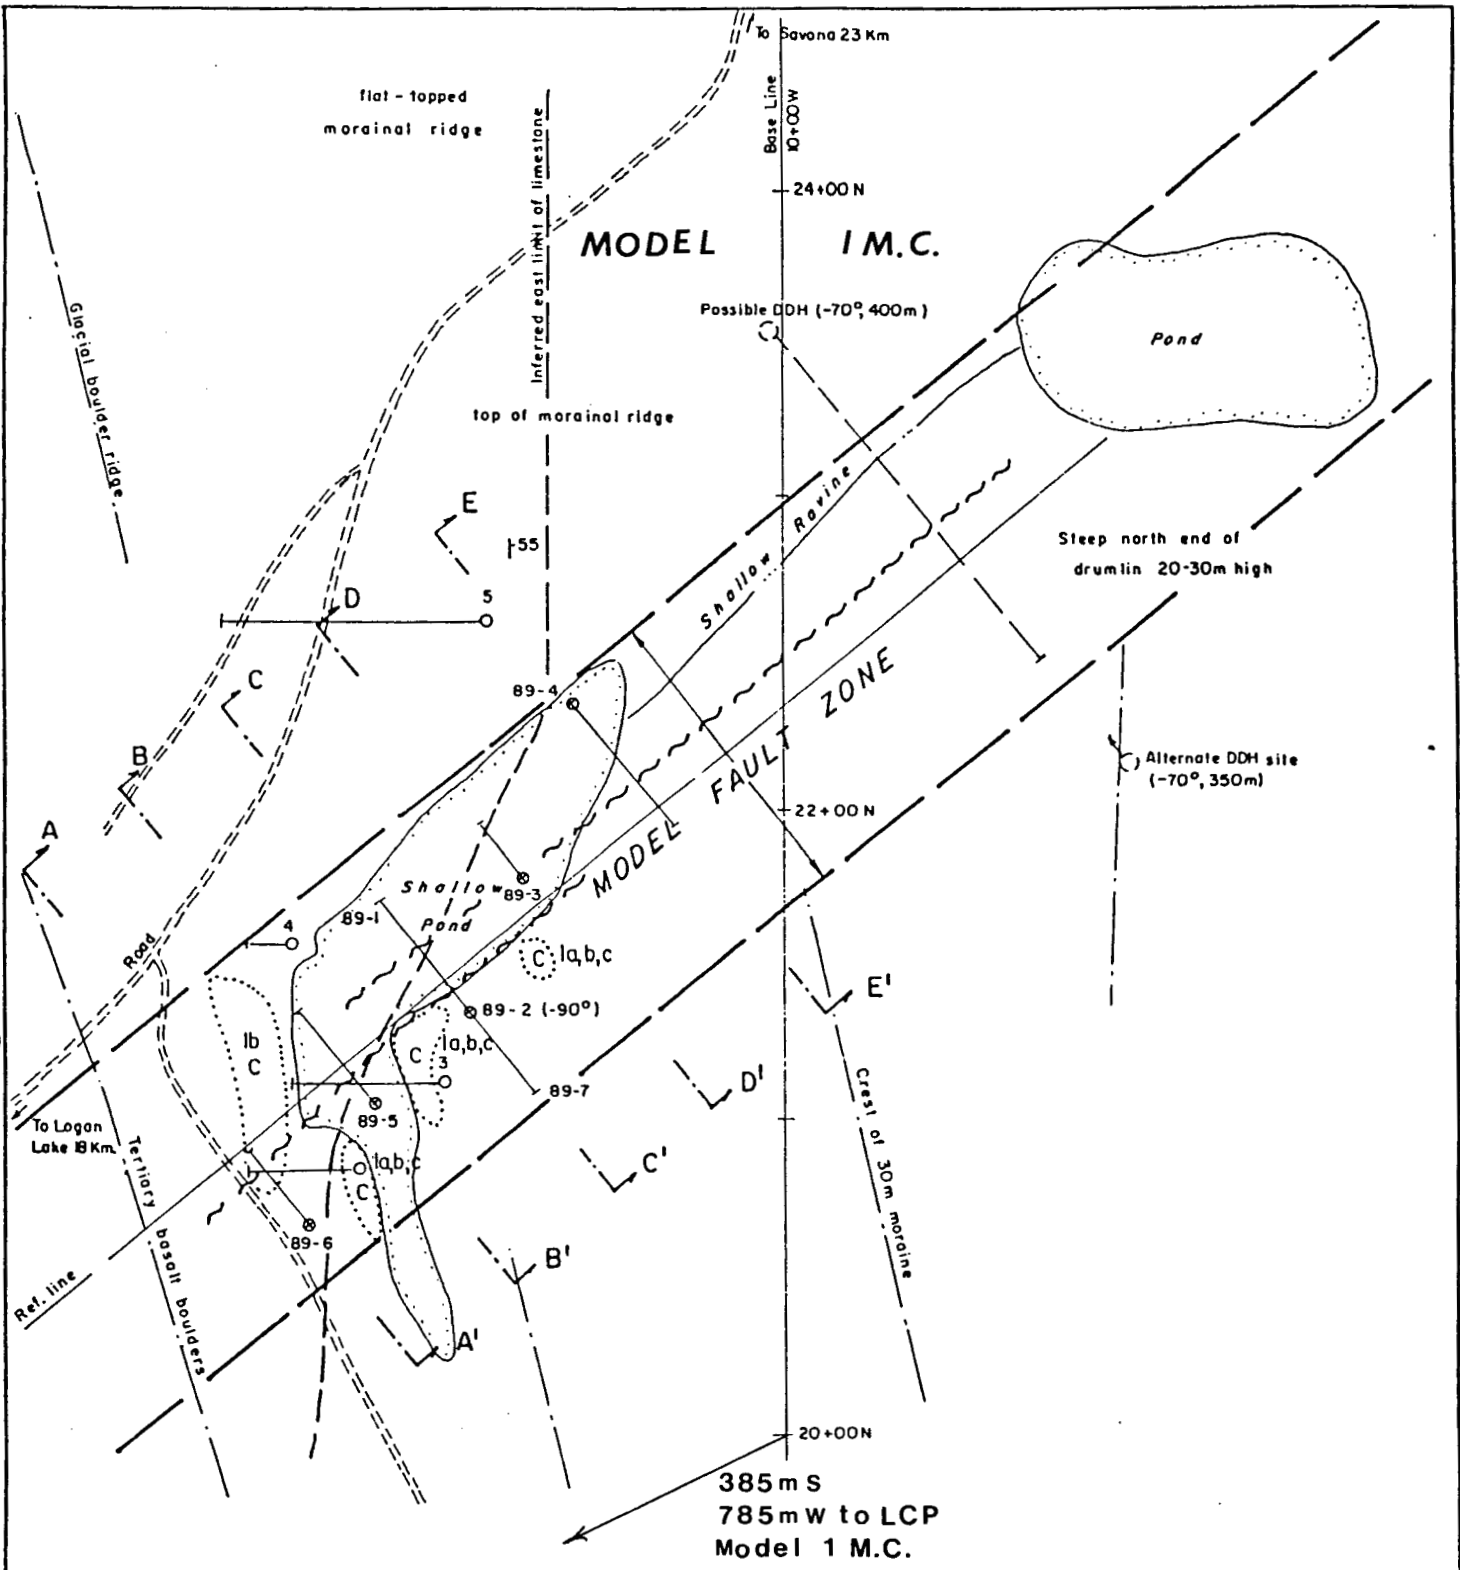 To Savona 23 Km
flat - topped
morainal ridge
Inferred east limit of limestone
Base Line
10+00W
24+00 N
MODEL 1 M.C.
Glacial boulder ridge
Possible DDH (-70°, 400m)
Pond
top of morainal ridge
E
55
Shallow Ravine
Steep north end of
drumlin 20-30m high
D
5
C
89-4
MODEL FAULT ZONE
B
Alternate DDH site
(-70°, 350m)
22+00 N
A
Shallow
Pond
89-3
89-1
4
Road
C
1a,b,c
E'
89-2 (-90°)
1b
C
C
1a,b,c
3
D'
89-7
89-5
To Logan
Lake 18 Km.
Tertiary basalt boulders
1a,b,c
C
C'
Crest of 30m moraine
89-6
B'
Ref. line
A'
20+00N
385m S
785m W to LCP
Model 1 M.C.